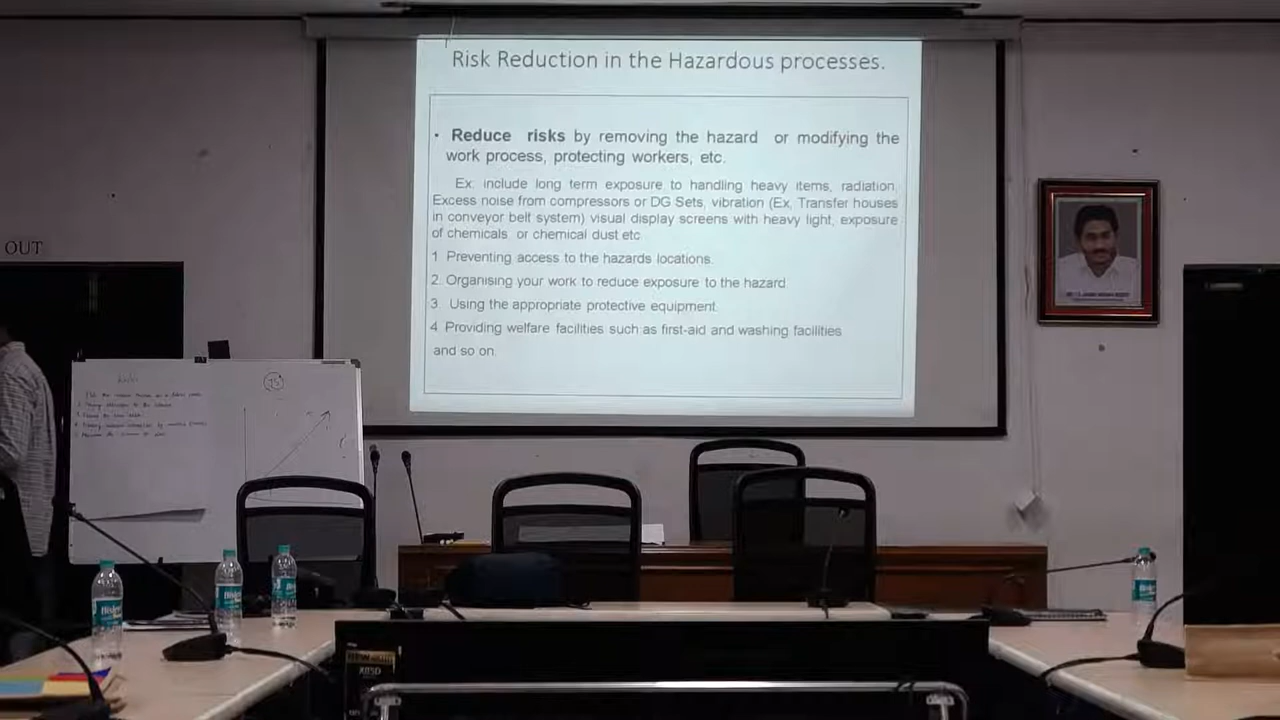 Risk Reduction in the Hazardous processes.
• Reduce risks by removing the hazard or modifying the
work process, protecting workers, etc.
Ex. include long term exposure to handling heavy items, radiation,
Excess noise from compressors or DG Sets, vibration (Ex. Transfer houses
in conveyor belt system) visual display screens with heavy light, exposure
of chemicals or chemical dust etc
1 Preventing access to the hazards locations.
2. Organising your work to reduce exposure to the hazard
3. Using the appropriate protective equipment.
4 Providing welfare facilities such as first-aid and washing facilities
and so on.
OUT
Bisleri
Bisleri
Bisleri